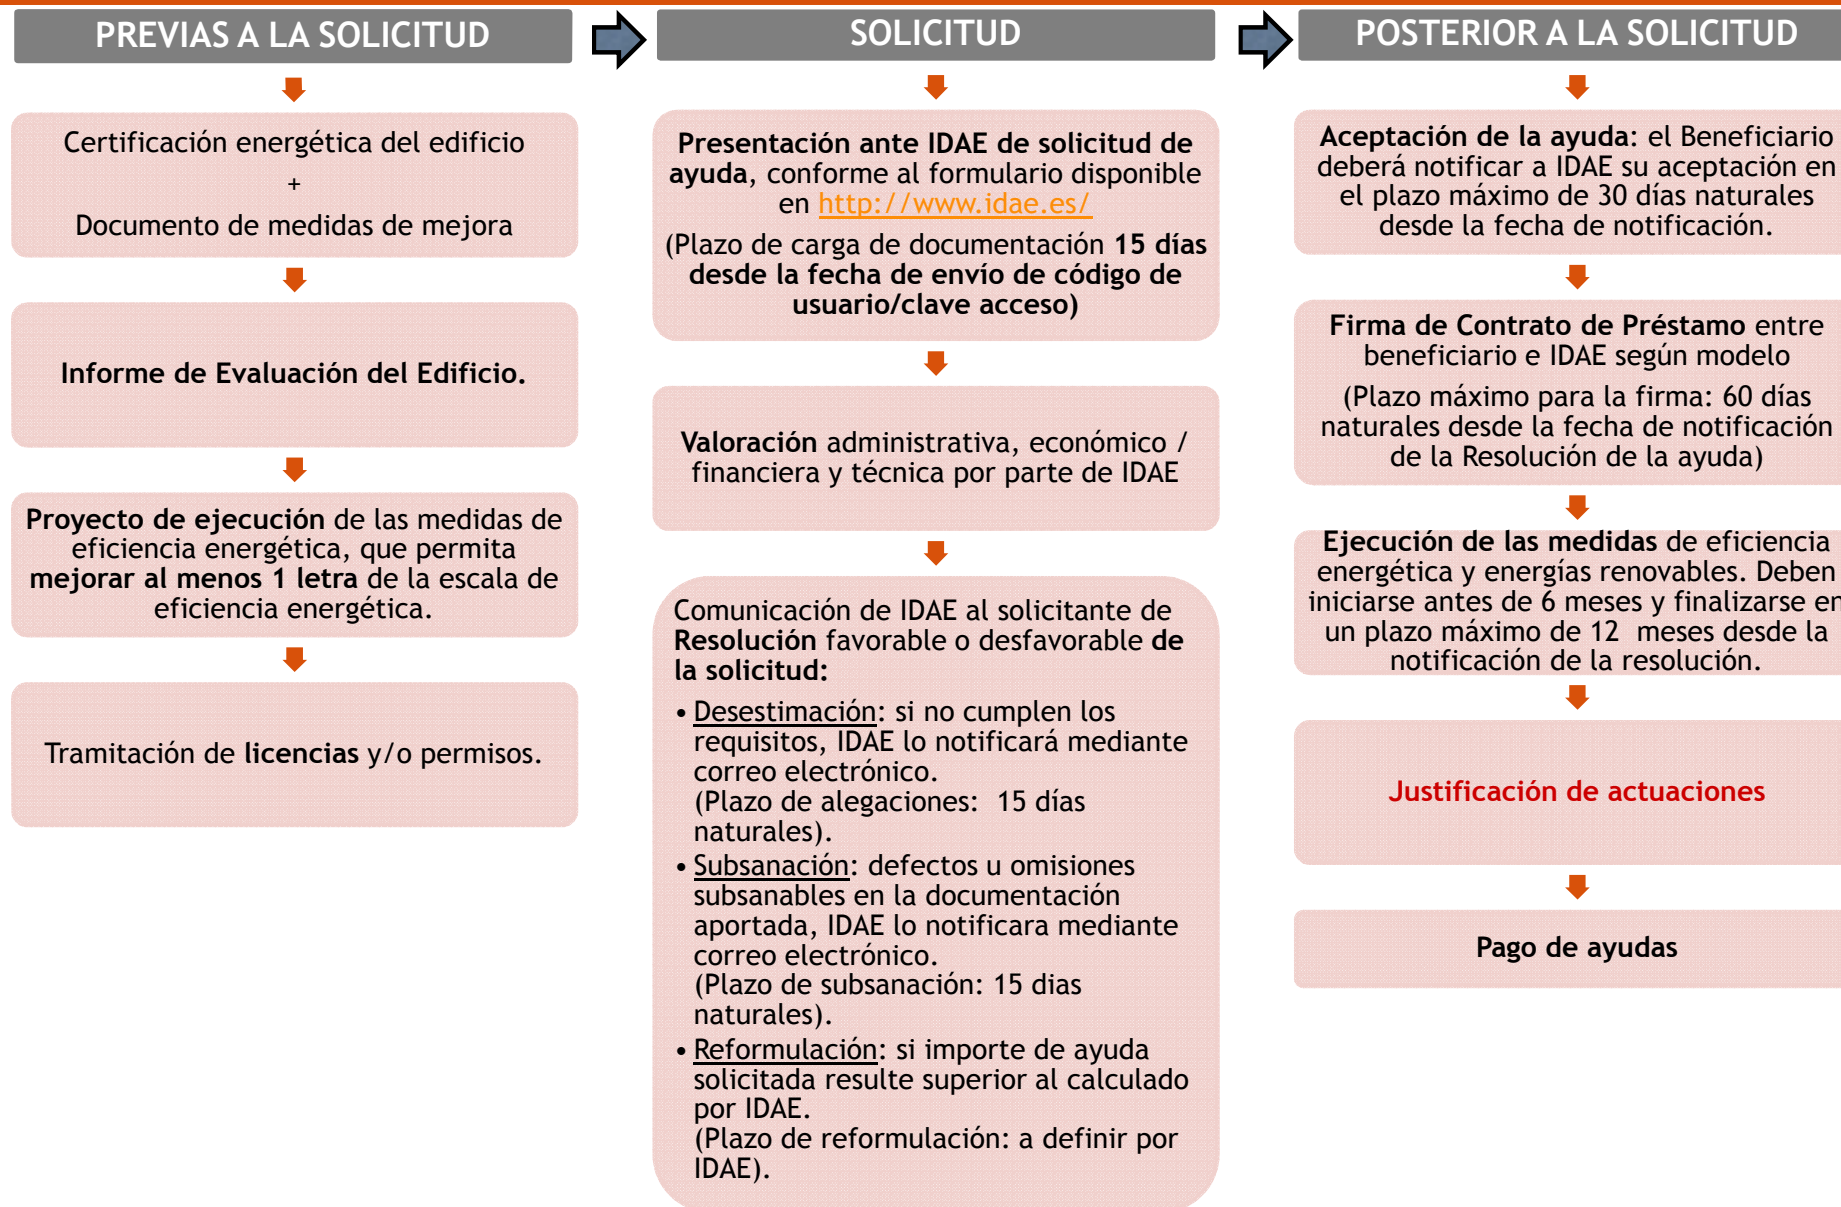 PREVIAS A LA SOLICITUD
Certificación energética del edificio
+
Documento de medidas de mejora
Informe de Evaluación del Edificio.
Proyecto de ejecución de las medidas de
eficiencia energética, que permita
mejorar al menos 1 letra de la escala de
eficiencia energética.
Tramitación de licencias y/o permisos.
SOLICITUD
Presentación ante IDAE de solicitud de
ayuda, conforme al formulario disponible
en http://www.idae.es/
(Plazo de carga de documentación 15 días
desde la fecha de envío de código de
usuario/clave acceso)
Valoración administrativa, económico /
financiera y técnica por parte de IDAE
Comunicación de IDAE al solicitante de
Resolución favorable o desfavorable de
la solicitud:
• Desestimación: si no cumplen los
requisitos, IDAE lo notificará mediante
correo electrónico.
(Plazo de alegaciones: 15 días
naturales).
• Subsanación: defectos u omisiones
subsanables en la documentación
aportada, IDAE lo notificara mediante
correo electrónico.
(Plazo de subsanación: 15 dias
naturales).
• Reformulación: si importe de ayuda
solicitada resulte superior al calculado
por IDAE.
(Plazo de reformulación: a definir por
IDAE).
POSTERIOR A LA SOLICITUD
Aceptación de la ayuda: el Beneficiario
deberá notificar a IDAE su aceptación en
el plazo máximo de 30 días naturales
desde la fecha de notificación.
Firma de Contrato de Préstamo entre
beneficiario e IDAE según modelo
(Plazo máximo para la firma: 60 días
naturales desde la fecha de notificación
de la Resolución de la ayuda)
Ejecución de las medidas de eficiencia
energética y energías renovables. Deben
iniciarse antes de 6 meses y finalizarse en
un plazo máximo de 12 meses desde la
notificación de la resolución.
Justificación de actuaciones
Pago de ayudas